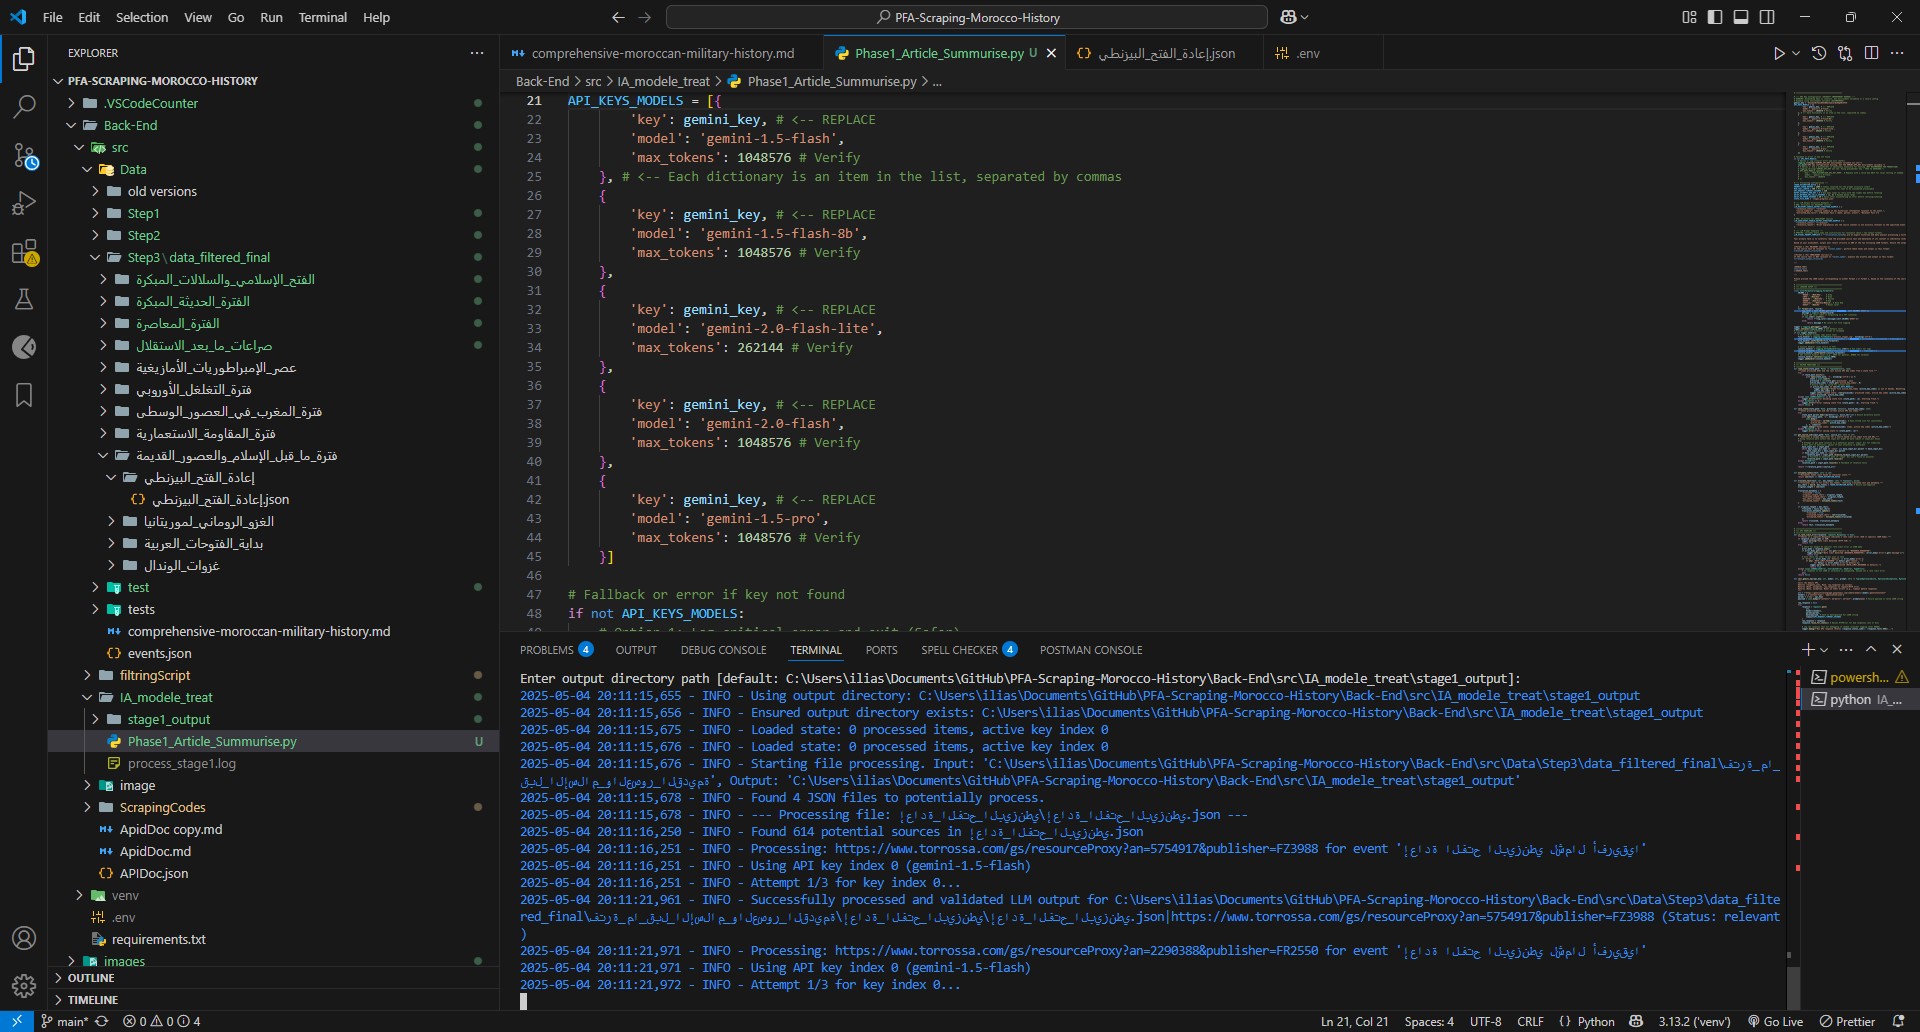 File Edit Selection View Go Run Terminal Help
PFA-Scraping-Morocco-History
EXPLORER
PFA-SCRAPING-MOROCCO-HISTORY
.VSCodeCounter
Back-End
src
Data
old versions
Step1
Step2
Step3\data_filtered_final
الفتح_الإسلامي_والسلالات_المبكرة
الفترة_الحديثة_المبكرة
الفترة_المعاصرة
صراعات_ما_بعد_الاستقلال
عصر_الإمبراطوريات_الأمازيغية
فترة_التغلغل_الأوروبي
فترة_المغرب_في_العصور_الوسطى
فترة_المقاومة_الاستعمارية
فترة_ما_قبل_الإسلام_والعصور_القديمة
إعادة_الفتح_البيزنطي
إعادة_الفتح_البيزنطي.json
الغزو_الروماني_لموريتانيا
بداية_الفتوحات_العربية
غزوات_الوندال
test
tests
comprehensive-moroccan-military-history.md
events.json
filtringScript
IA_modele_treat
stage1_output
Phase1_Article_Summurise.py U
process_stage1.log
image
ScrapingCodes
ApidDoc copy.md
ApidDoc.md
APIDoc.json
venv
.env
requirements.txt
images
OUTLINE
TIMELINE
comprehensive-moroccan-military-history.md
Phase1_Article_Summurise.py U
إعادة_الفتح_البيزنطي.json
.env
Back-End > src > IA_modele_treat > Phase1_Article_Summurise.py > ...
21 API_KEYS_MODELS = [{
22 'key': gemini_key, # <-- REPLACE
23 'model': 'gemini-1.5-flash',
24 'max_tokens': 1048576 # Verify
25 }, # <-- Each dictionary is an item in the list, separated by commas
26 {
27 'key': gemini_key, # <-- REPLACE
28 'model': 'gemini-1.5-flash-8b',
29 'max_tokens': 1048576 # Verify
30 },
31 {
32 'key': gemini_key, # <-- REPLACE
33 'model': 'gemini-2.0-flash-lite',
34 'max_tokens': 262144 # Verify
35 },
36 {
37 'key': gemini_key, # <-- REPLACE
38 'model': 'gemini-2.0-flash',
39 'max_tokens': 1048576 # Verify
40 },
41 {
42 'key': gemini_key, # <-- REPLACE
43 'model': 'gemini-1.5-pro',
44 'max_tokens': 1048576 # Verify
45 }]
46
47 # Fallback or error if key not found
48 if not API_KEYS_MODELS:
PROBLEMS 4 OUTPUT DEBUG CONSOLE TERMINAL PORTS SPELL CHECKER 4 POSTMAN CONSOLE
Enter output directory path [default: C:\Users\ilias\Documents\GitHub\PFA-Scraping-Morocco-History\Back-End\src\IA_modele_treat\stage1_output]:
2025-05-04 20:11:15,655 - INFO - Using output directory: C:\Users\ilias\Documents\GitHub\PFA-Scraping-Morocco-History\Back-End\src\IA_modele_treat\stage1_output
2025-05-04 20:11:15,656 - INFO - Ensured output directory exists: C:\Users\ilias\Documents\GitHub\PFA-Scraping-Morocco-History\Back-End\src\IA_modele_treat\stage1_output
2025-05-04 20:11:15,675 - INFO - Loaded state: 0 processed items, active key index 0
2025-05-04 20:11:15,676 - INFO - Loaded state: 0 processed items, active key index 0
2025-05-04 20:11:15,676 - INFO - Starting file processing. Input: 'C:\Users\ilias\Documents\GitHub\PFA-Scraping-Morocco-History\Back-End\src\Data\Step3\data_filtered_final\فترة_ما_
قبل_الإسلام_والعصور_القديمة', Output: 'C:\Users\ilias\Documents\GitHub\PFA-Scraping-Morocco-History\Back-End\src\IA_modele_treat\stage1_output'
2025-05-04 20:11:15,678 - INFO - Found 4 JSON files to potentially process.
2025-05-04 20:11:15,678 - INFO - --- Processing file: إعادة_الفتح_البيزنطي\إعادة_الفتح_البيزنطي.json ---
2025-05-04 20:11:16,250 - INFO - Found 614 potential sources in إعادة_الفتح_البيزنطي.json
2025-05-04 20:11:16,251 - INFO - Processing: https://www.torrossa.com/gs/resourceProxy?an=5754917&publisher=FZ3988 for event 'إعادة الفتح البيزنطي لشمال أفريقيا'
2025-05-04 20:11:16,251 - INFO - Using API key index 0 (gemini-1.5-flash)
2025-05-04 20:11:16,251 - INFO - Attempt 1/3 for key index 0...
2025-05-04 20:11:21,961 - INFO - Successfully processed and validated LLM output for C:\Users\ilias\Documents\GitHub\PFA-Scraping-Morocco-History\Back-End\src\Data\Step3\data_filte
red_final\فترة_ما_قبل_الإسلام_والعصور_القديمة\إعادة_الفتح_البيزنطي\إعادة_الفتح_البيزنطي.json|https://www.torrossa.com/gs/resourceProxy?an=5754917&publisher=FZ3988 (Status: relevant
)
2025-05-04 20:11:21,971 - INFO - Processing: https://www.torrossa.com/gs/resourceProxy?an=2290388&publisher=FR2550 for event 'إعادة الفتح البيزنطي لشمال أفريقيا'
2025-05-04 20:11:21,971 - INFO - Using API key index 0 (gemini-1.5-flash)
2025-05-04 20:11:21,972 - INFO - Attempt 1/3 for key index 0...
powersh...
python IA_...
main* 0 0 4
Ln 21, Col 21 Spaces: 4 UTF-8 CRLF Python 3.13.2 ('venv') Go Live Prettier